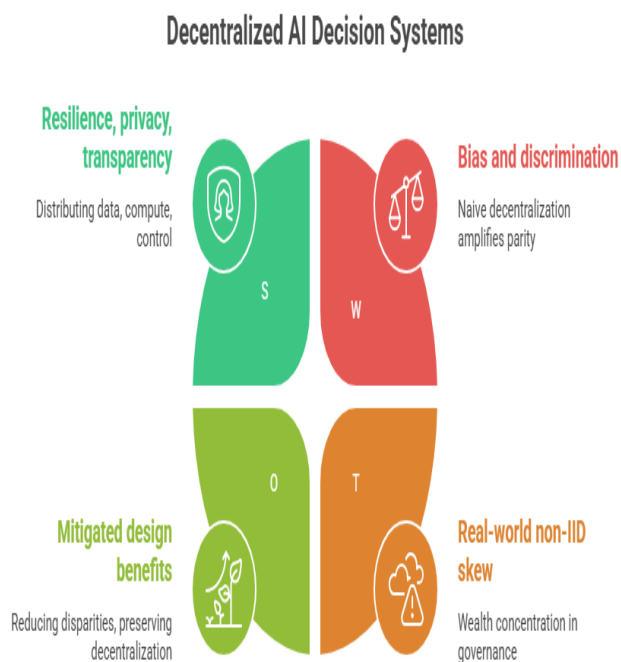 Decentralized AI Decision Systems
Resilience, privacy,
transparency
Distributing data, compute,
control
S
Bias and discrimination
Naive decentralization
amplifies parity
W
Mitigated design
benefits
Reducing disparities, preserving
decentralization
O
Real-world non-IID
skew
Wealth concentration in
governance
T